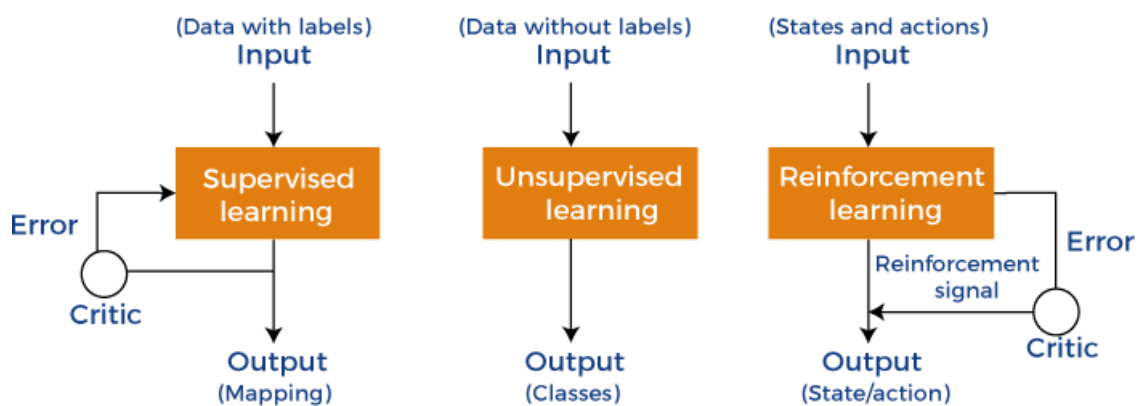 (Data with labels)
Input
Supervised
learning
Error
Critic
Output
(Mapping)
(Data without labels)
Input
Unsupervised
learning
Output
(Classes)
(States and actions)
Input
Reinforcement
learning
Error
Reinforcement
signal
Critic
Output
(State/action)